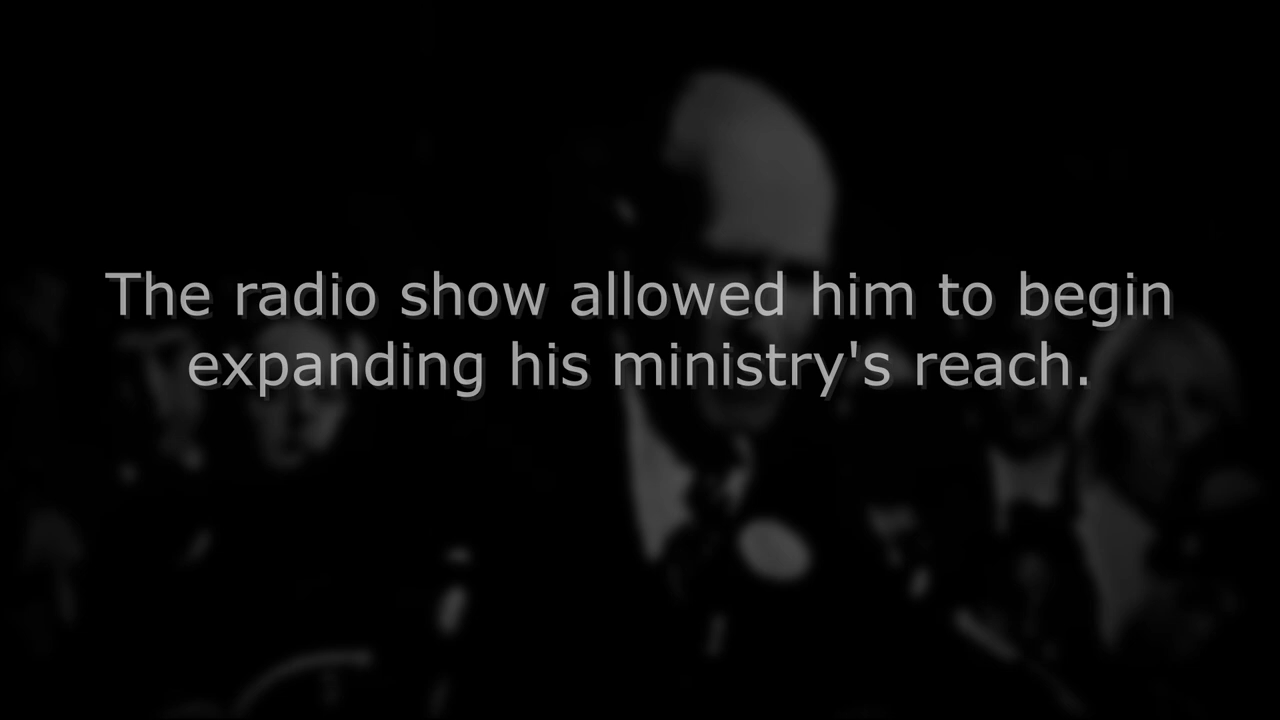 The radio show allowed him to begin
expanding his ministry's reach.